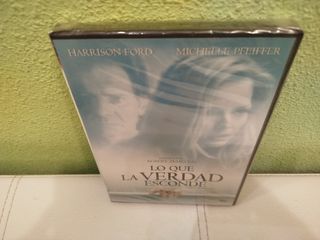 HARRISON FORD MICHELLE PFEIFFER
LO QUE
LA VERDAD
ESCONDE